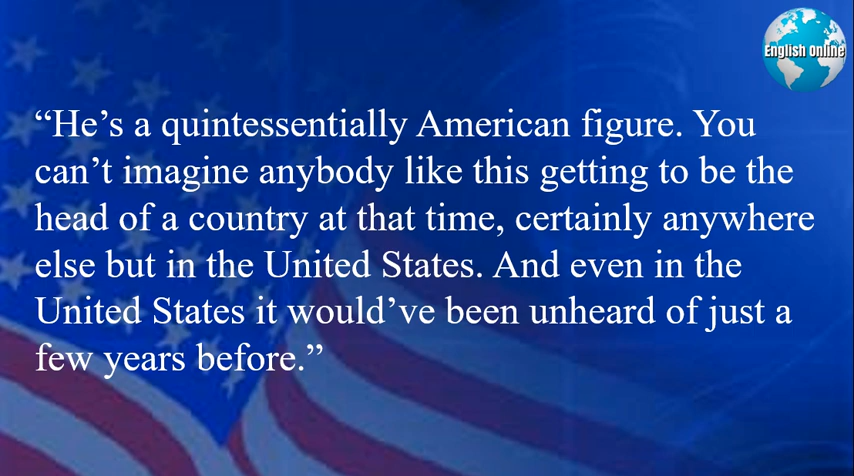 English Online
“He’s a quintessentially American figure. You
can’t imagine anybody like this getting to be the
head of a country at that time, certainly anywhere
else but in the United States. And even in the
United States it would’ve been unheard of just a
few years before.”